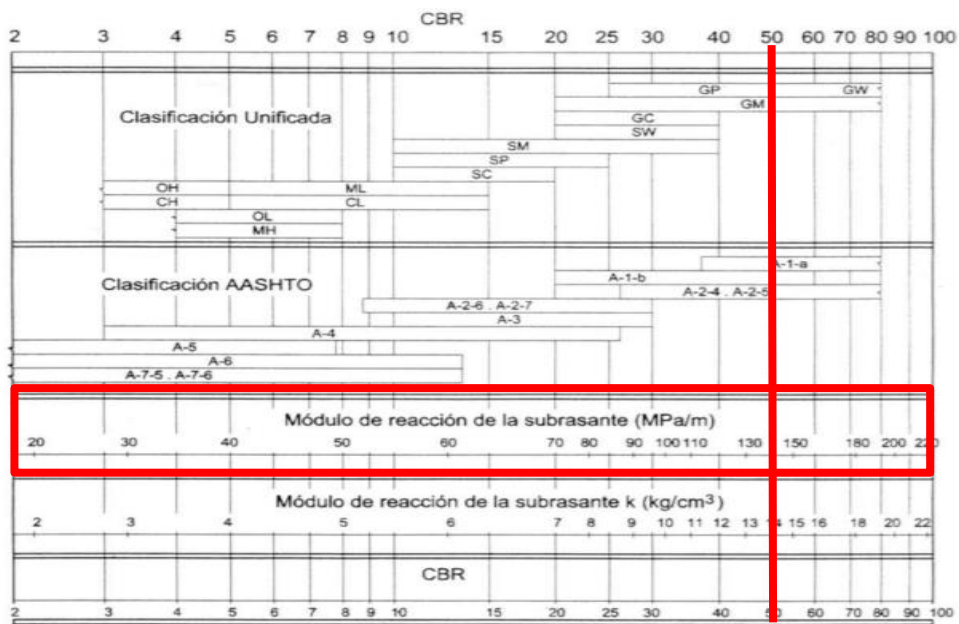 CBR
2 3 4 5 6 7 8 9 10 15 20 25 30 40 50 60 70 80 90 100
GP GW
Clasificación Unificada GM
GC
SW
SM
SP
SC
OH ML
CH CL
OL
MH
A-1-a
Clasificación AASHTO A-1-b
A-2-4 . A-2-5
A-2-6 . A-2-7
A-3
A-4
A-5
A-6
A-7-5 . A-7-6
Módulo de reacción de la subrasante (MPa/m)
20 30 40 50 60 70 80 90 100 110 130 150 180 200 220
Módulo de reacción de la subrasante k (kg/cm³)
2 3 4 5 6 7 8 9 10 11 12 13 14 15 16 18 20 22
CBR
2 3 4 5 6 7 8 9 10 15 20 25 30 40 50 60 70 80 90 100